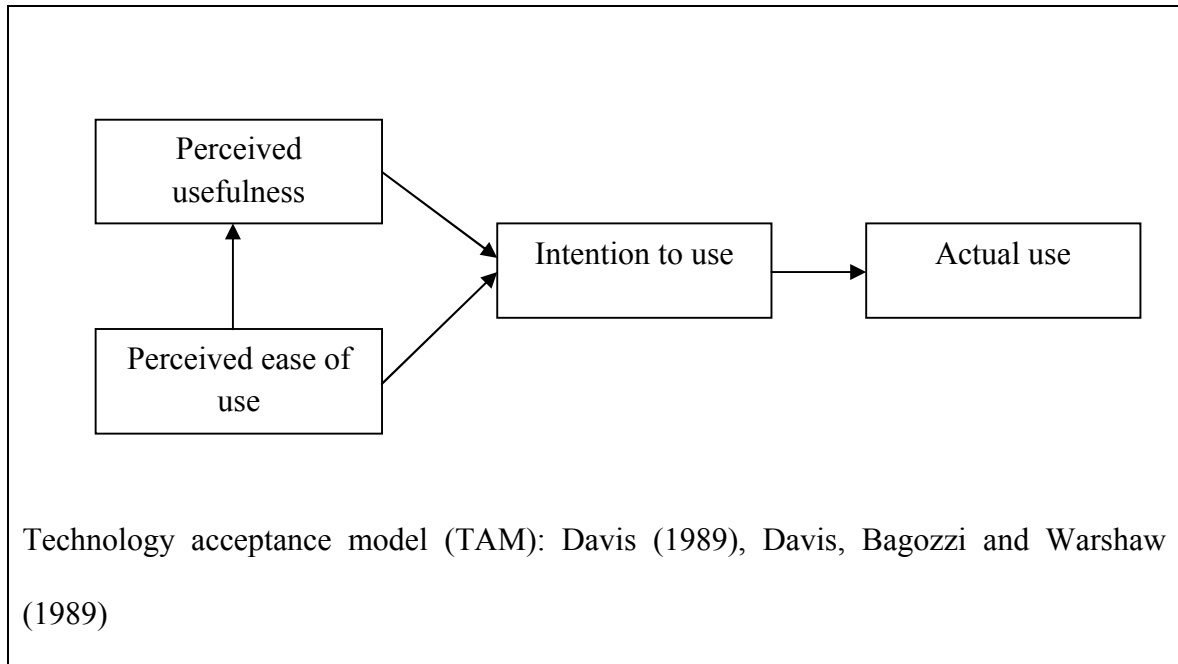 Perceived
usefulness
Intention to use
Actual use
Perceived ease of
use
Technology acceptance model (TAM): Davis (1989), Davis, Bagozzi and Warshaw
(1989)